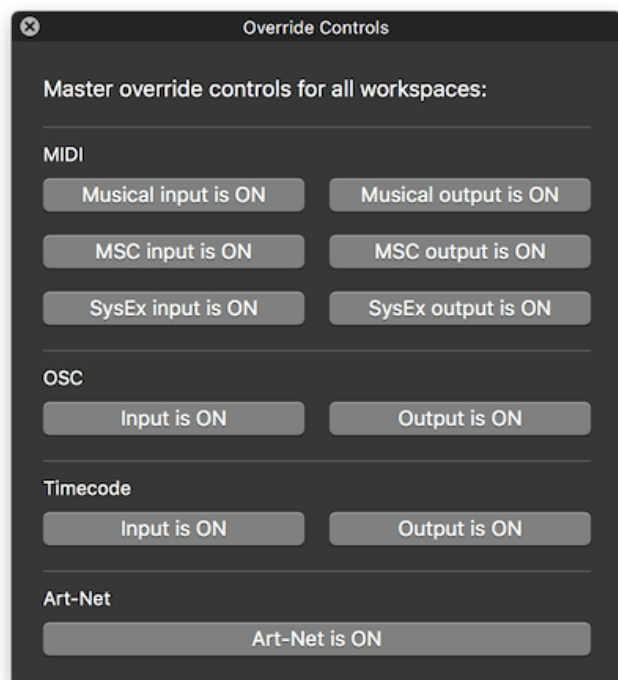 Override Controls
Master override controls for all workspaces:
MIDI
Musical input is ON
Musical output is ON
MSC input is ON
MSC output is ON
SysEx input is ON
SysEx output is ON
OSC
Input is ON
Output is ON
Timecode
Input is ON
Output is ON
Art-Net
Art-Net is ON